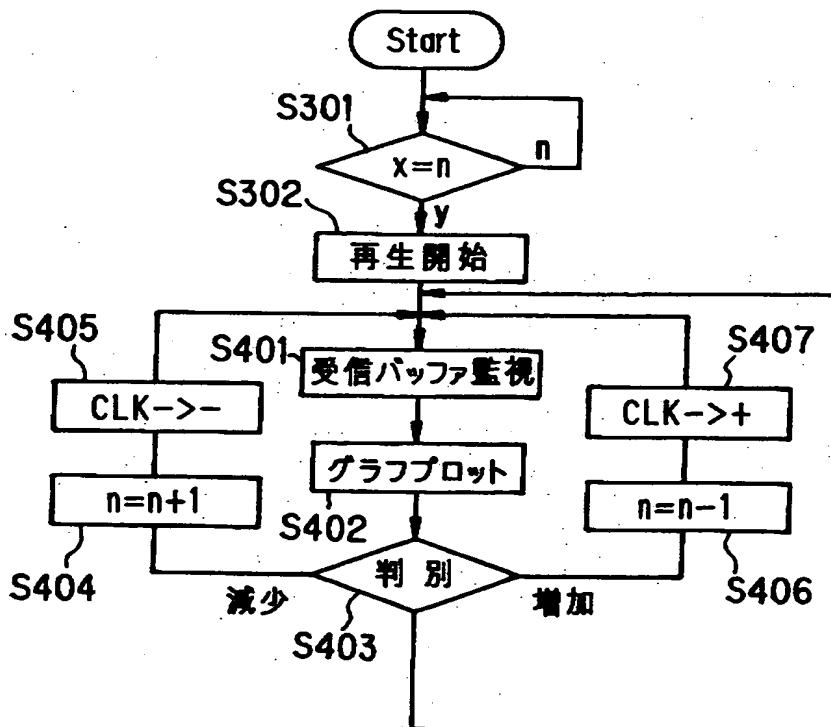 Start
S301
x=n
n
y
S302
再生開始
S405
S401
受信バッファ監視
S407
CLK->-
CLK->+
グラフプロット
n=n+1
S402
n=n-1
S404
判別
S406
減少
増加
S403